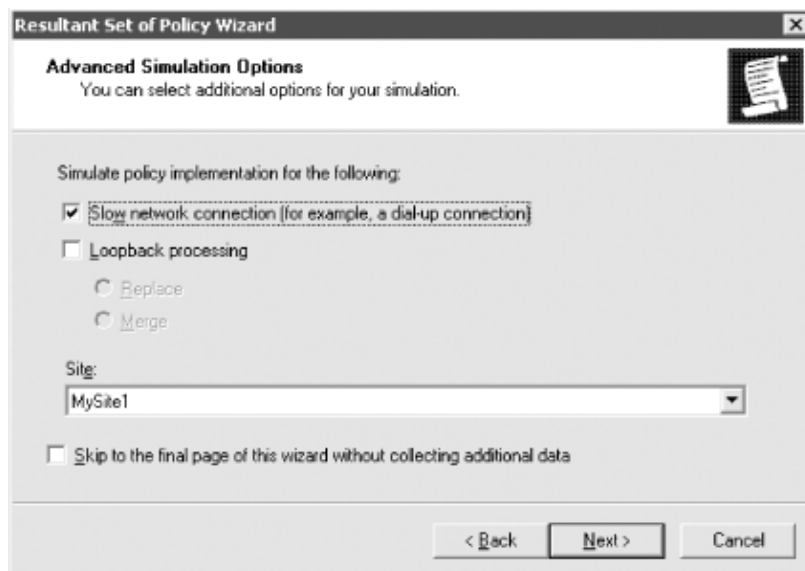 Resultant Set of Policy Wizard
Advanced Simulation Options
You can select additional options for your simulation.
Simulate policy implementation for the following:
Slow network connection (for example, a dial-up connection)
Loopback processing
Replace
Merge
Site:
MySite1
Skip to the final page of this wizard without collecting additional data
< Back
Next >
Cancel